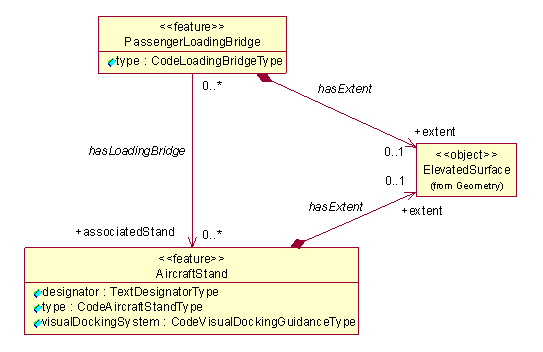 <<feature>>
PassengerLoadingBridge
type : CodeLoadingBridgeType
0..*
hasExtent
+extent
hasLoadingBridge
0..1
<<object>>
ElevatedSurface
(from Geometry)
0..1
hasExtent
+extent
+associatedStand
0..*
<<feature>>
AircraftStand
designator : TextDesignatorType
type : CodeAircraftStandType
visualDockingSystem : CodeVisualDockingGuidanceType